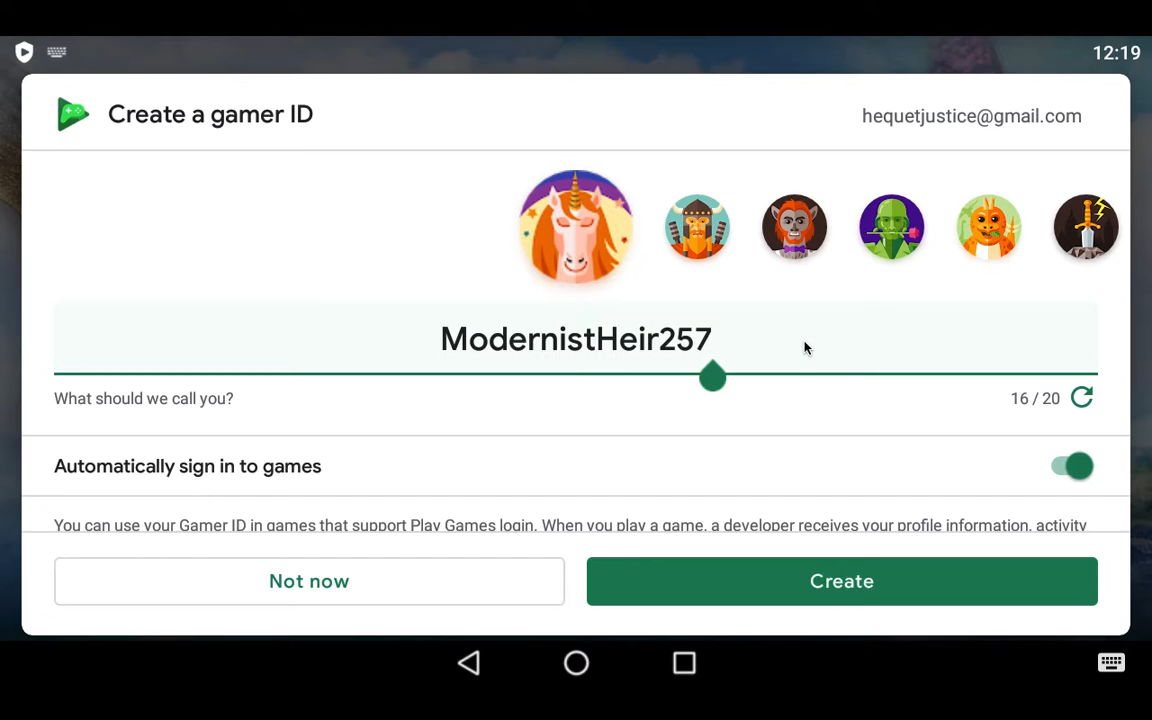 12:19
Create a gamer ID
hequetjustice@gmail.com
ModernistHeir257
What should we call you?
16 / 20
Automatically sign in to games
You can use your Gamer ID in games that support Play Games login. When you play a game, a developer receives your profile information, activity
Not now
Create